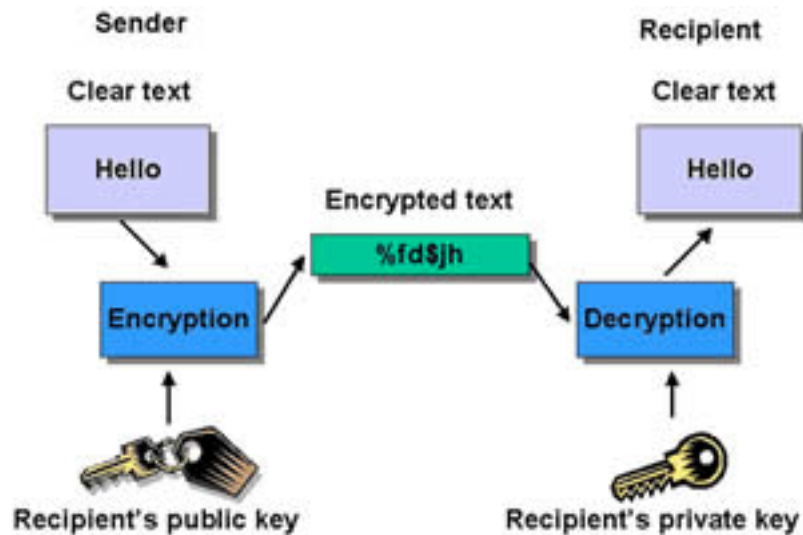 Sender
Recipient
Clear text
Clear text
Hello
Hello
Encrypted text
%fd$jh
Encryption
Decryption
Recipient's public key
Recipient's private key